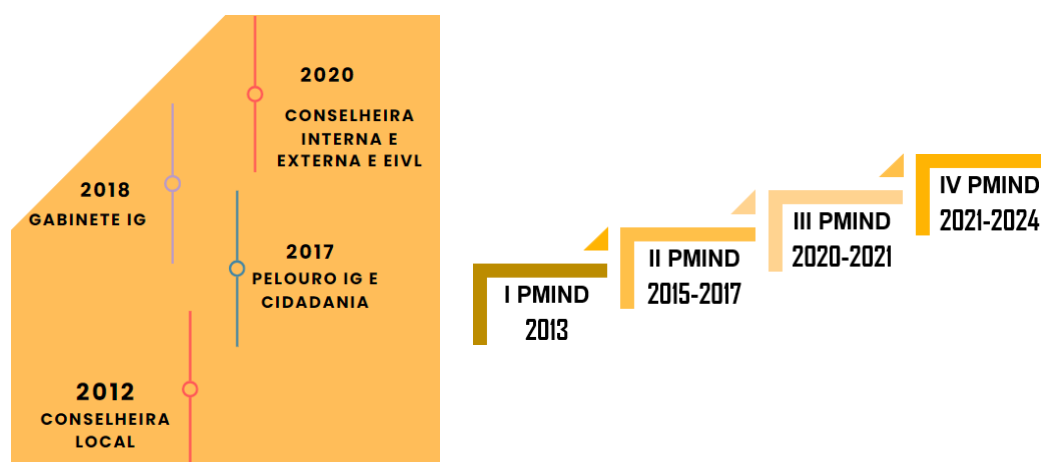 2020
CONSELHEIRA
INTERNA E
EXTERNA E EIVL
2018
GABINETE IG
2017
PELOURO IG E
CIDADANIA
2012
CONSELHEIRA
LOCAL
I PMIND
2013
II PMIND
2015-2017
III PMIND
2020-2021
IV PMIND
2021-2024